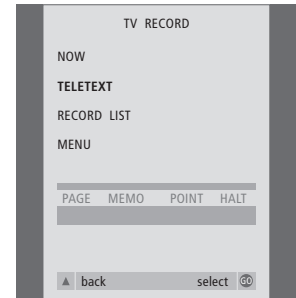 TV RECORD
NOW
TELETEXT
RECORD LIST
MENU
PAGE MEMO POINT HALT
▲ back select GO